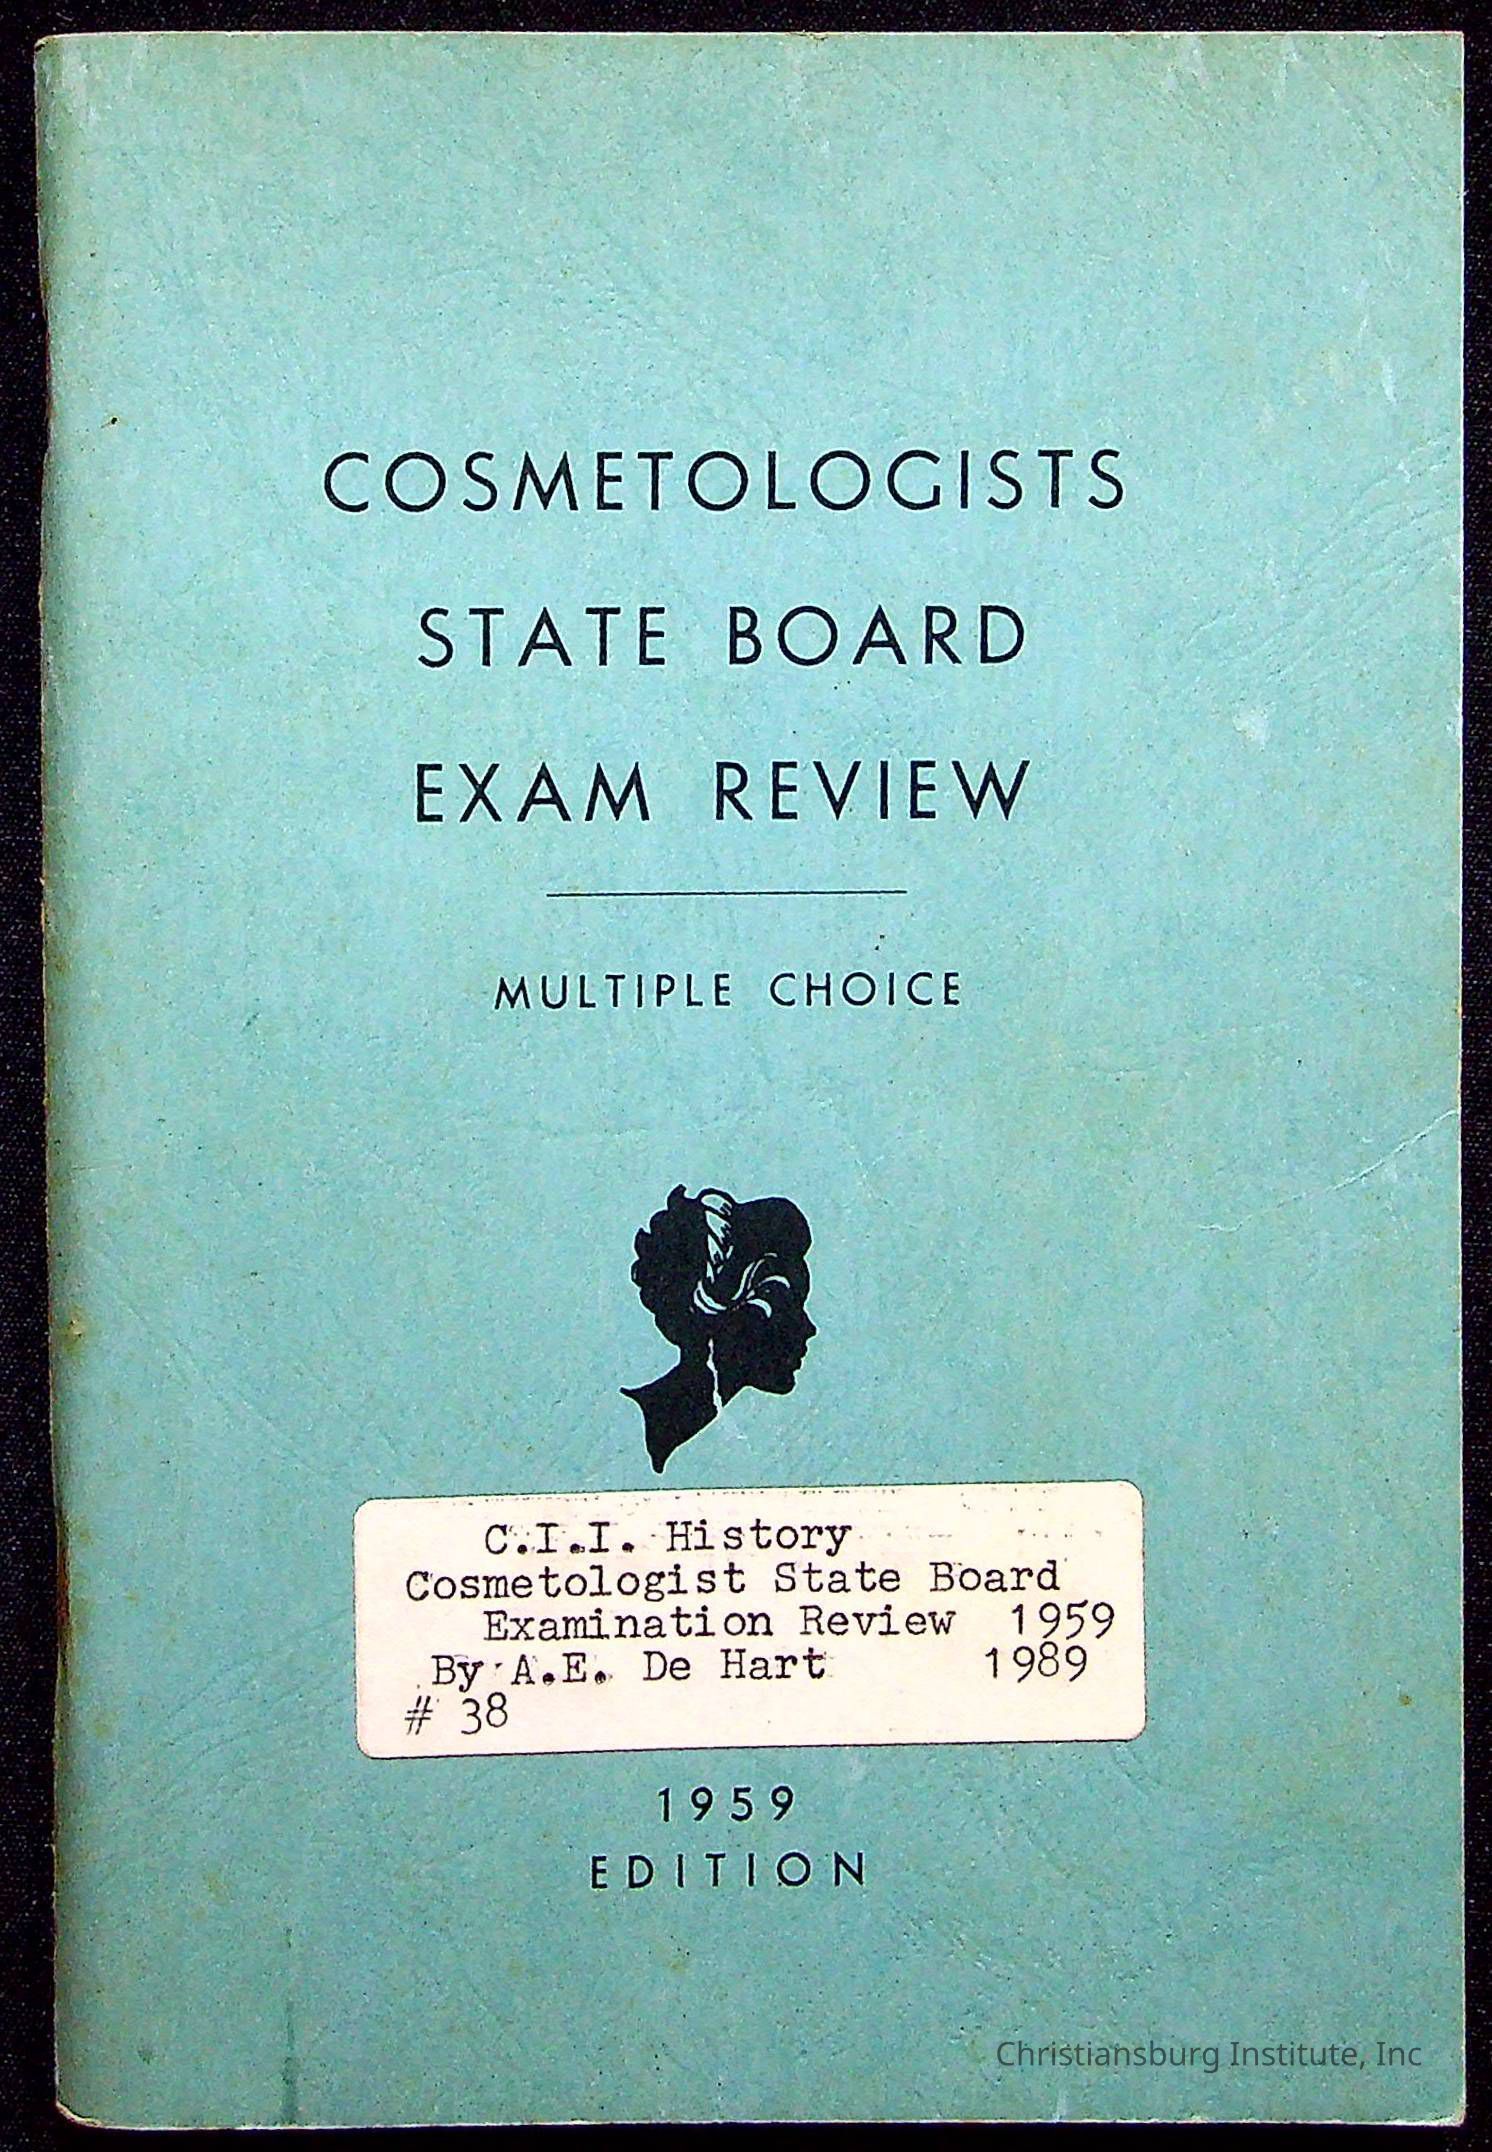 COSMETOLOGISTS
STATE BOARD
EXAM REVIEW
MULTIPLE CHOICE
C.I.I. History
Cosmetologist State Board
Examination Review 1959
By A.E. De Hart 1989
# 38
1959
EDITION
Christiansburg Institute, Inc